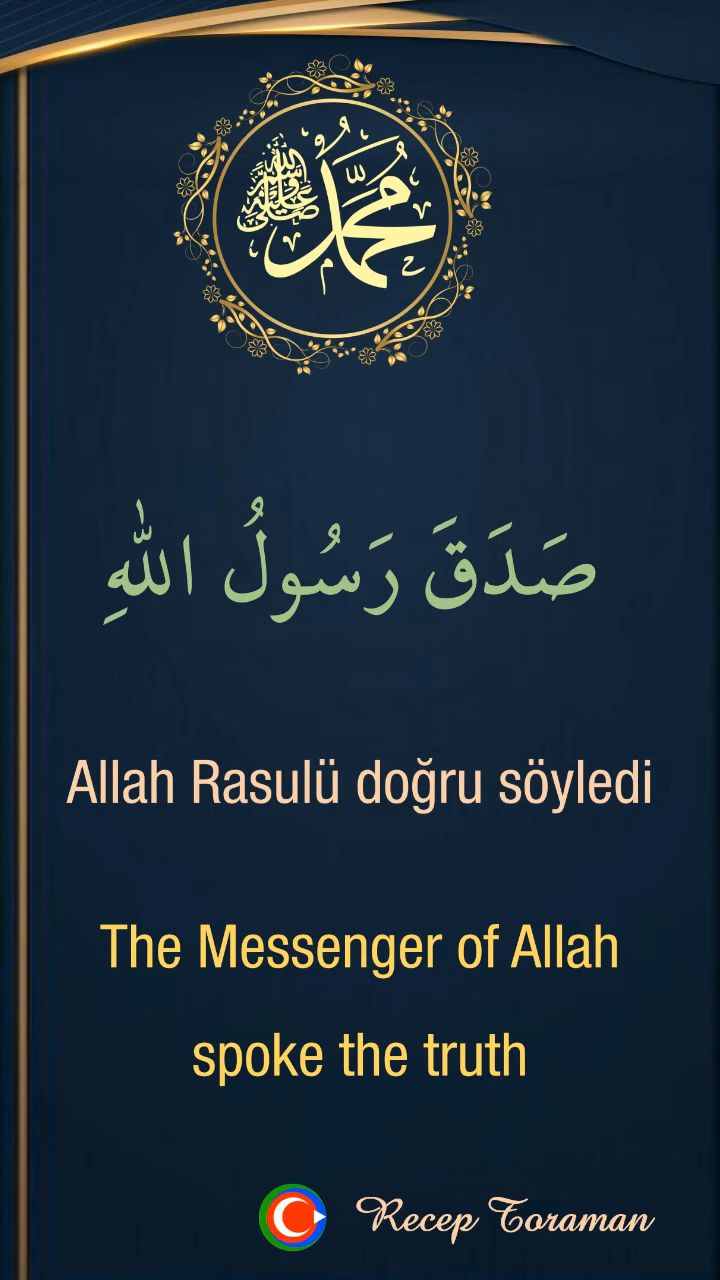 محمد
صلى الله عليه وسلم
صَدَقَ رَسُولُ اللهِ
Allah Rasulü doğru söyledi
The Messenger of Allah
spoke the truth
Recep Toraman